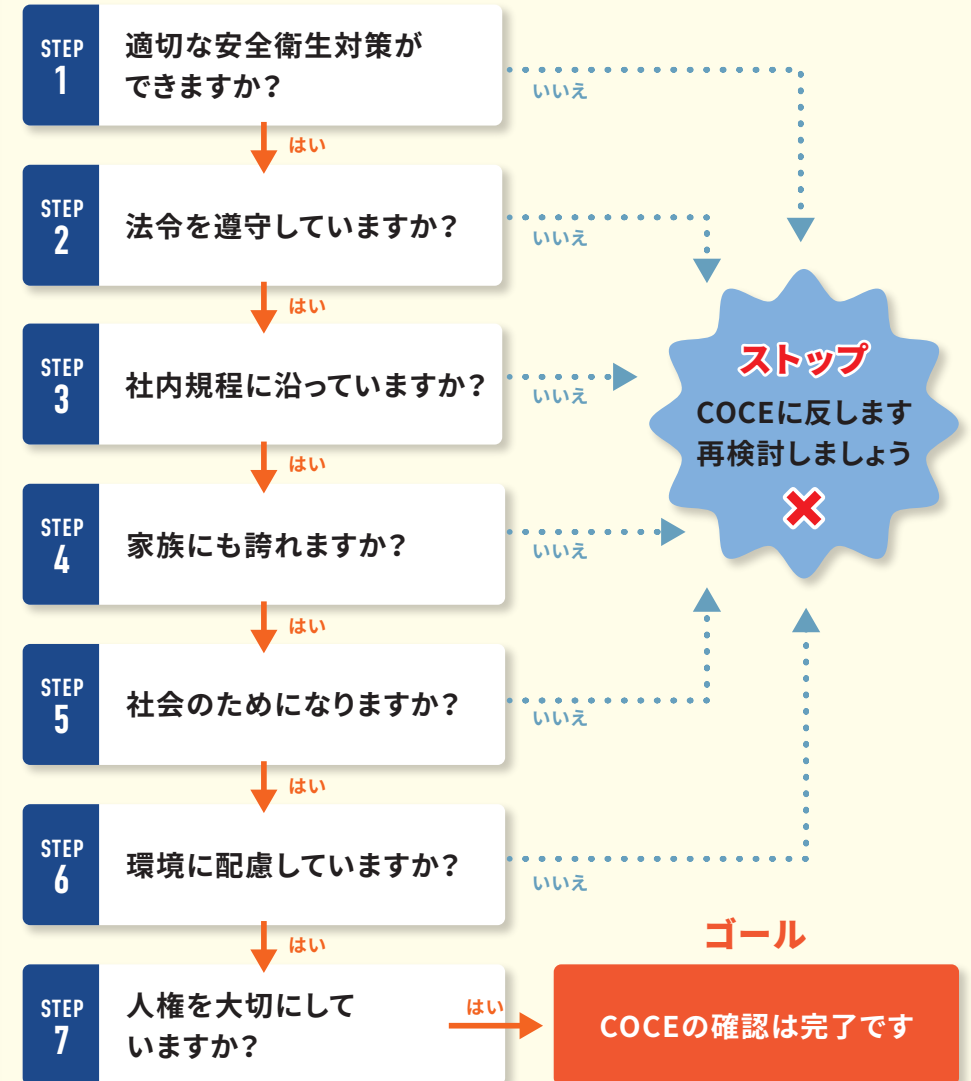 STEP
1
適切な安全衛生対策が
できますか？
いいえ
はい
STEP
2
法令を遵守していますか？
いいえ
はい
STEP
3
社内規程に沿っていますか？
いいえ
はい
STEP
4
家族にも誇れますか？
いいえ
はい
STEP
5
社会のためになりますか？
いいえ
はい
STEP
6
環境に配慮していますか？
いいえ
はい
STEP
7
人権を大切にして
いますか？
はい
ストップ
COCEに反します
再検討しましょう
ゴール
COCEの確認は完了です